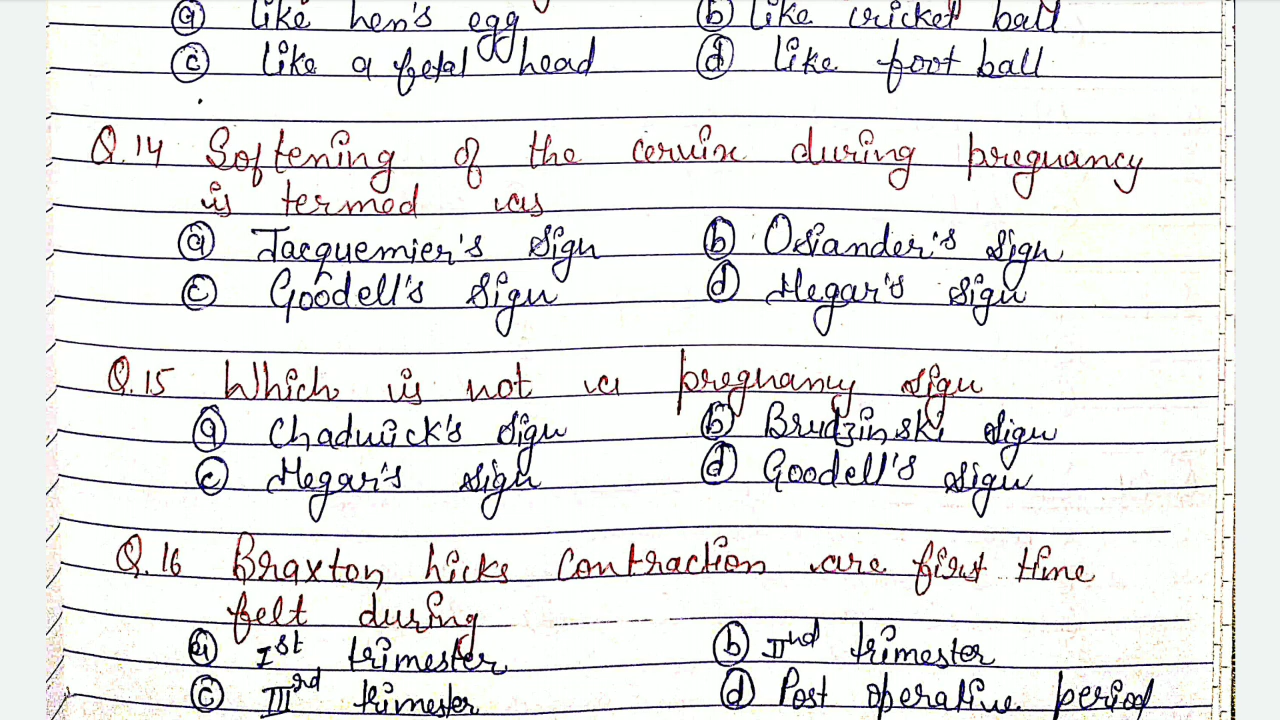 ⓐ like hen's egg ⓑ like cricket ball
ⓒ like a fetal head ⓓ like foot ball
Q.14 Softening of the cervix during pregnancy
is termed as
ⓐ Jacquemier's sign ⓑ Osiander's sign
ⓒ Goodell's sign ⓓ Hegar's sign
Q.15 Which is not a pregnancy sign
ⓐ Chadwick's sign ⓑ Brudzinski sign
ⓒ Hegar's sign ⓓ Goodell's sign
Q.16 Braxton hicks contraction are first time
felt during
ⓐ Ist trimester ⓑ IInd trimester
ⓒ IIIrd trimester ⓓ Post operative period